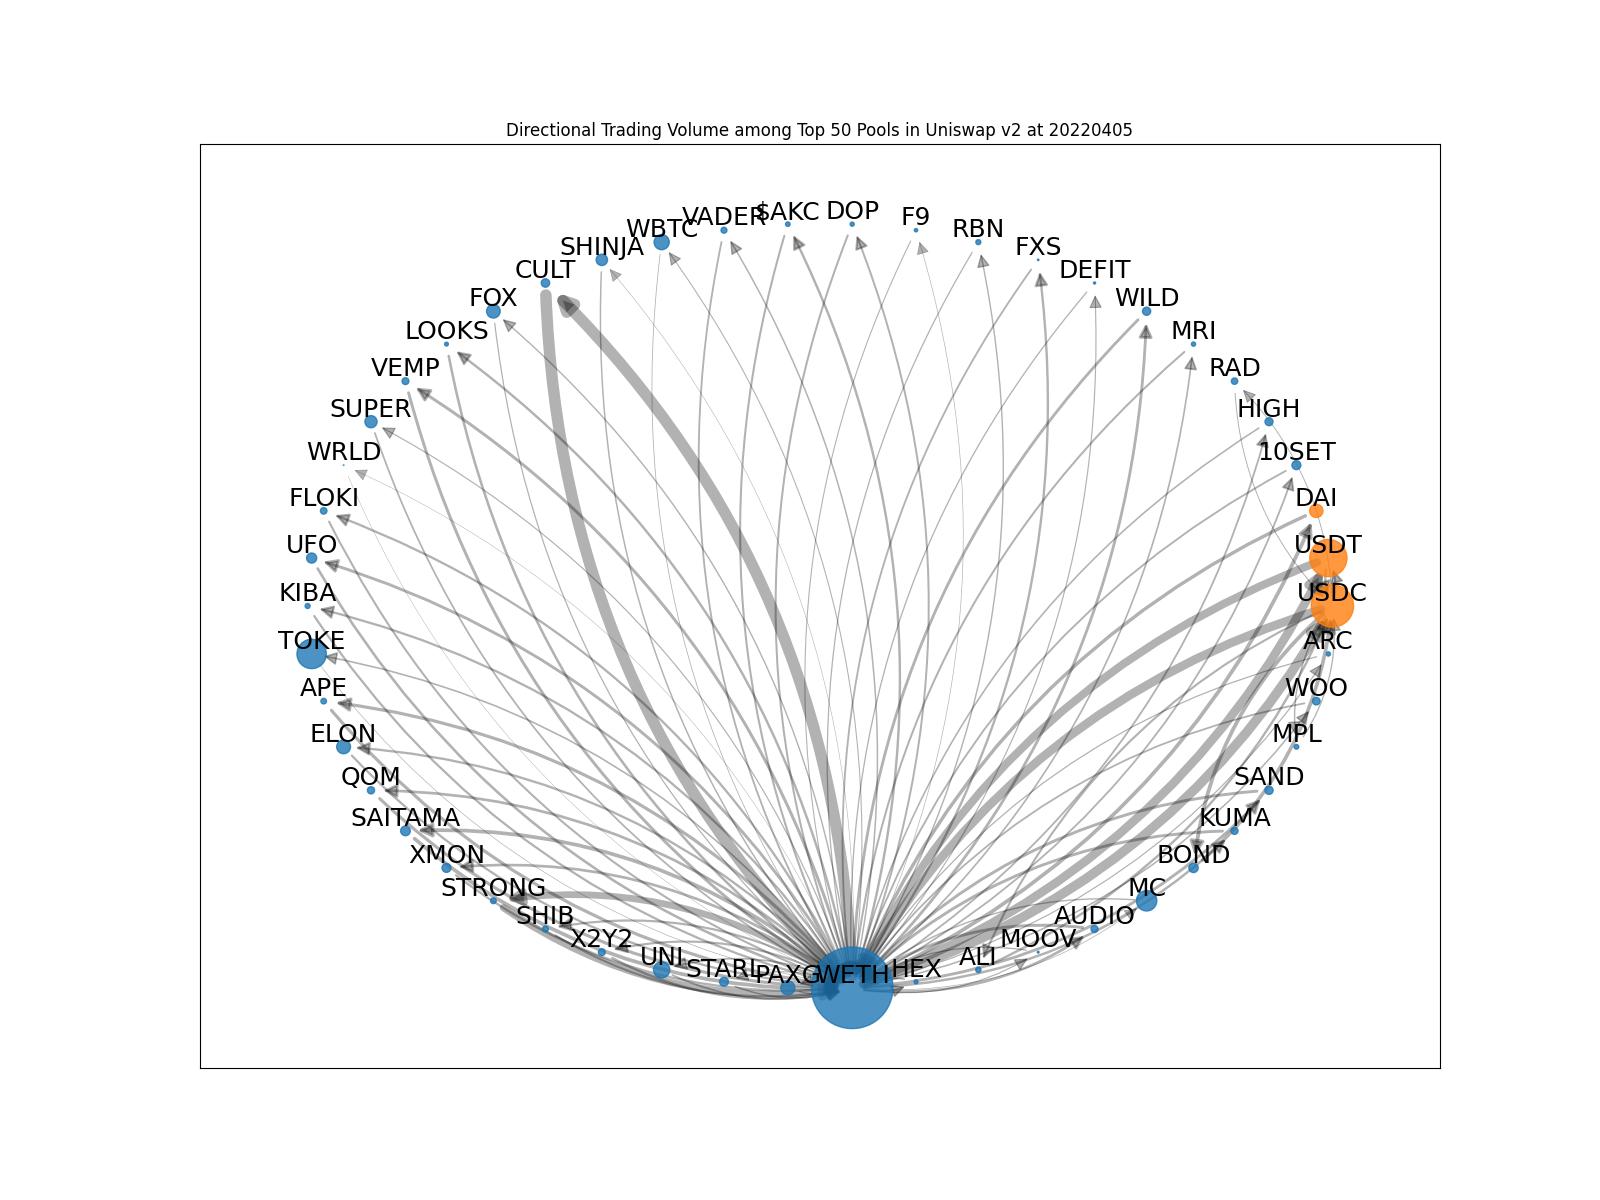 Directional Trading Volume among Top 50 Pools in Uniswap v2 at 20220405
VADER
$AKC
DOP
F9
WBTC
RBN
SHINJA
FXS
CULT
DEFIT
FOX
WILD
LOOKS
MRI
VEMP
RAD
SUPER
HIGH
WRLD
10SET
FLOKI
DAI
UFO
USDT
KIBA
USDC
TOKE
ARC
APE
WOO
ELON
MPL
QOM
SAND
SAITAMA
KUMA
XMON
BOND
STRONG
MC
SHIB
AUDIO
X2Y2
MOOV
UNI
ALI
STARL
HEX
PAXG
WETH